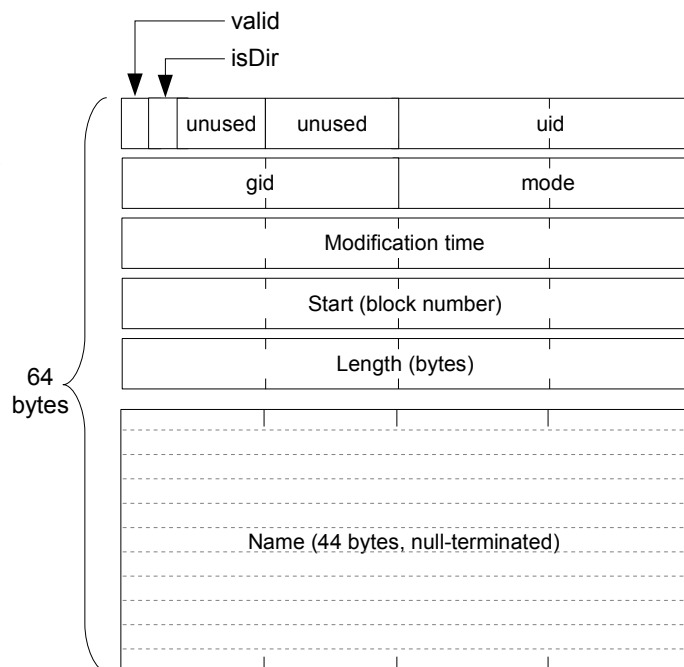 valid
isDir
unused unused uid
gid mode
Modification time
Start (block number)
Length (bytes)
64
bytes
Name (44 bytes, null-terminated)